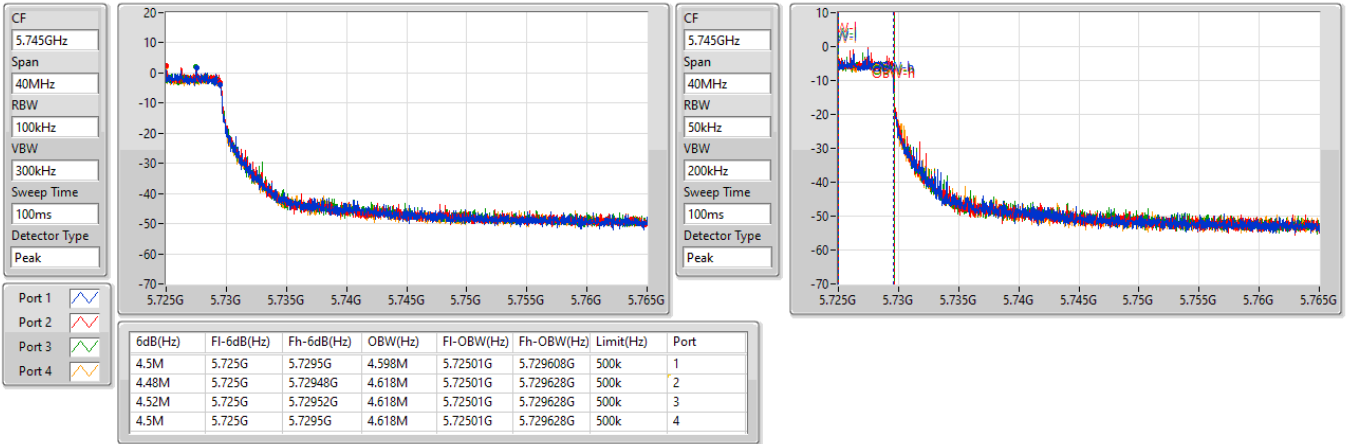 CF
5.745GHz
Span
40MHz
RBW
100kHz
VBW
300kHz
Sweep Time
100ms
Detector Type
Peak
20
10
0
-10
-20
-30
-40
-50
-60
-70
5.725G 5.73G 5.735G 5.74G 5.745G 5.75G 5.755G 5.76G 5.765G
CF
5.745GHz
Span
40MHz
RBW
50kHz
VBW
200kHz
Sweep Time
100ms
Detector Type
Peak
10
0
-10
-20
-30
-40
-50
-60
-70
5.725G 5.73G 5.735G 5.74G 5.745G 5.75G 5.755G 5.76G 5.765G
Port 1
Port 2
Port 3
Port 4
6dB(Hz) Fl-6dB(Hz) Fh-6dB(Hz) OBW(Hz) Fl-OBW(Hz) Fh-OBW(Hz) Limit(Hz) Port
4.5M 5.725G 5.7295G 4.598M 5.72501G 5.729608G 500k 1
4.48M 5.725G 5.72948G 4.618M 5.72501G 5.729628G 500k 2
4.52M 5.725G 5.72952G 4.618M 5.72501G 5.729628G 500k 3
4.5M 5.725G 5.7295G 4.618M 5.72501G 5.729628G 500k 4